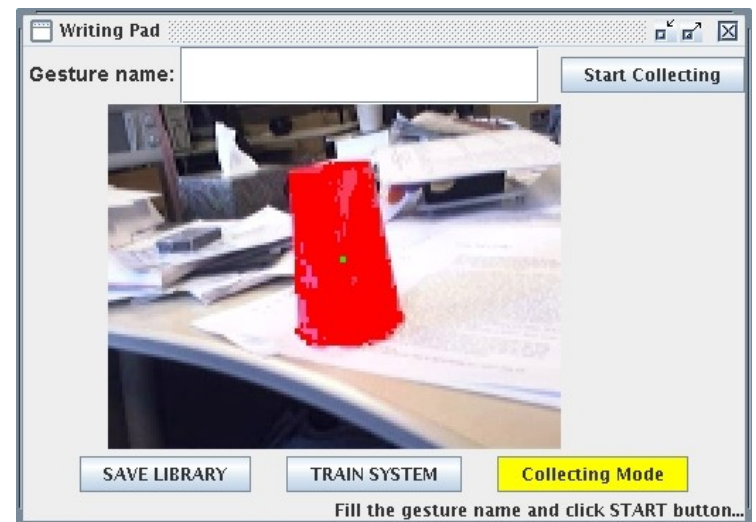 Writing Pad
Gesture name:
Start Collecting
SAVE LIBRARY
TRAIN SYSTEM
Collecting Mode
Fill the gesture name and click START button...